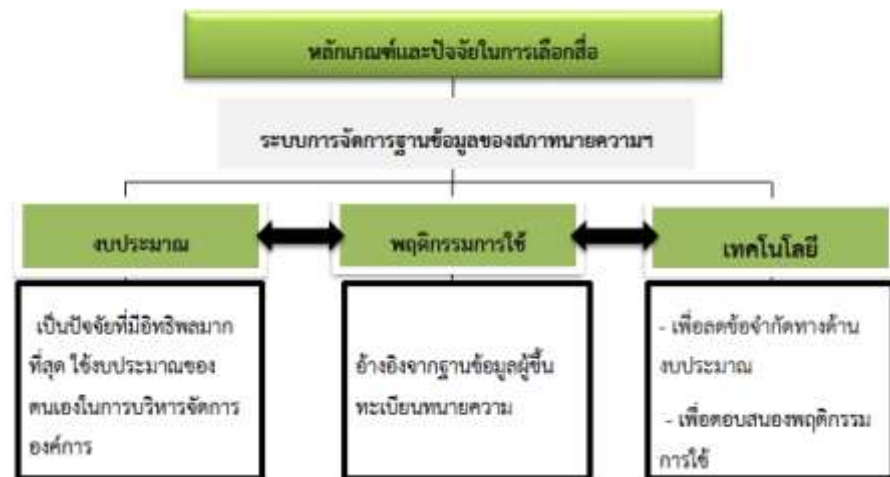 หลักเกณฑ์และปัจจัยในการเลือกสื่อ
ระบบการจัดการฐานข้อมูลของสภาทนายความฯ
งบประมาณ
พฤติกรรมการใช้
เทคโนโลยี
เป็นปัจจัยที่มีอิทธิพลมาก
ที่สุด ใช้งบประมาณของ
ตนเองในการบริหารจัดการ
องค์การ
อ้างอิงจากฐานข้อมูลผู้ขึ้น
ทะเบียนทนายความ
- เพื่อลดข้อจำกัดทางด้าน
งบประมาณ
- เพื่อตอบสนองพฤติกรรม
การใช้